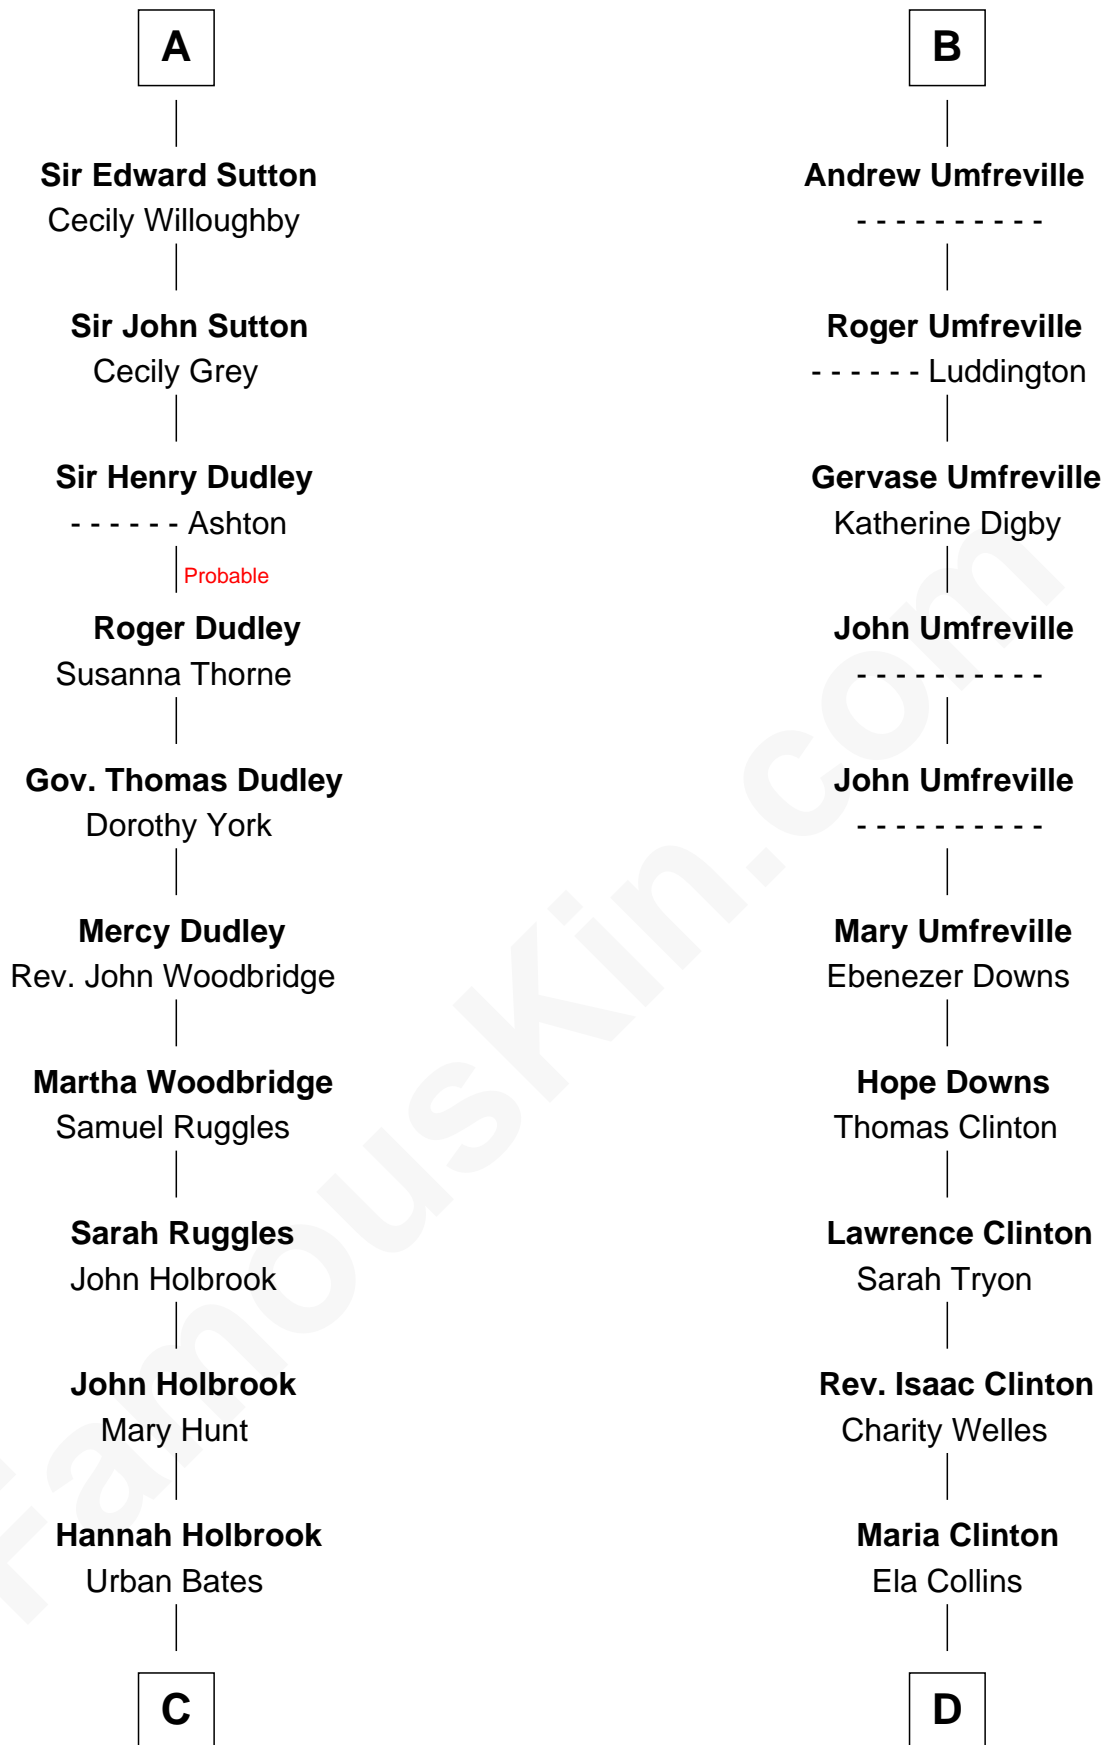 A
Sir Edward Sutton
Cecily Willoughby
Sir John Sutton
Cecily Grey
Sir Henry Dudley
- - - - - - Ashton
Probable
Roger Dudley
Susanna Thorne
Gov. Thomas Dudley
Dorothy York
Mercy Dudley
Rev. John Woodbridge
Martha Woodbridge
Samuel Ruggles
Sarah Ruggles
John Holbrook
John Holbrook
Mary Hunt
Hannah Holbrook
Urban Bates
C
B
Andrew Umfreville
- - - - - - - - - -
Roger Umfreville
- - - - - - Luddington
Gervase Umfreville
Katherine Digby
John Umfreville
- - - - - - - - - -
John Umfreville
- - - - - - - - - -
Mary Umfreville
Ebenezer Downs
Hope Downs
Thomas Clinton
Lawrence Clinton
Sarah Tryon
Rev. Isaac Clinton
Charity Welles
Maria Clinton
Ela Collins
D
FamousKin.com